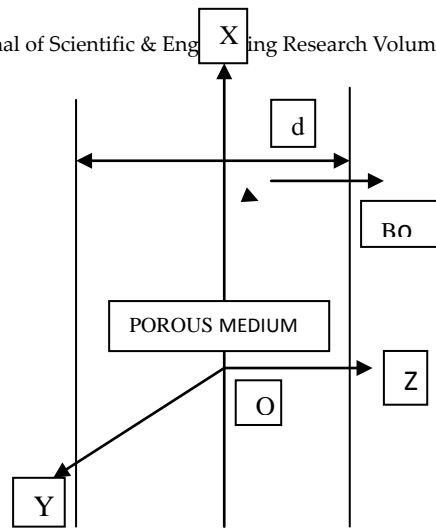 nal of Scientific & Eng
X
ing Research Volum
d
Bo
POROUS MEDIUM
Z
O
Y